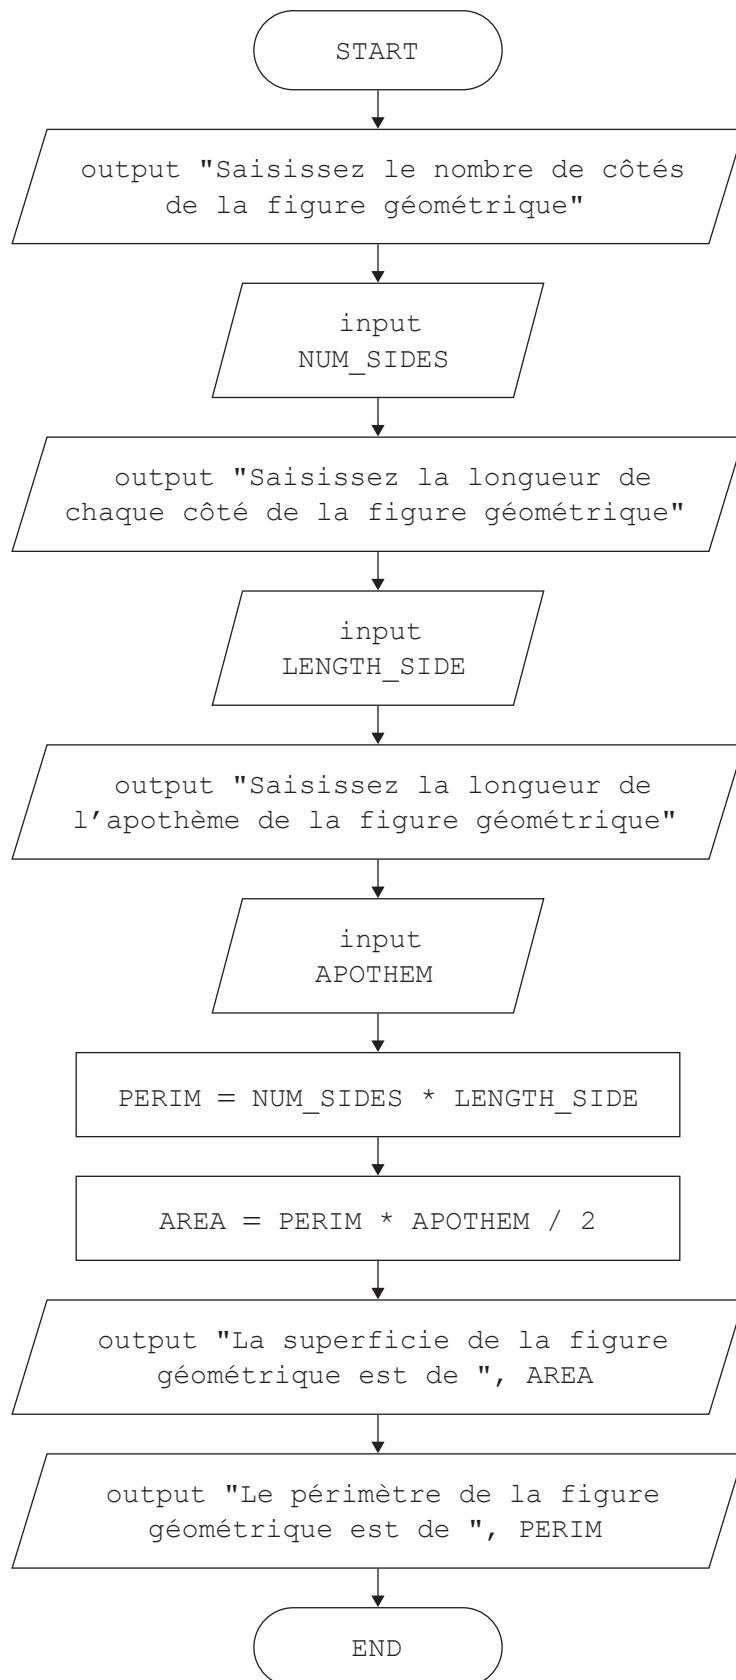 START
output "Saisissez le nombre de côtés
de la figure géométrique"
input
NUM_SIDES
output "Saisissez la longueur de
chaque côté de la figure géométrique"
input
LENGTH_SIDE
output "Saisissez la longueur de
l'apothème de la figure géométrique"
input
APOTHEM
PERIM = NUM_SIDES * LENGTH_SIDE
AREA = PERIM * APOTHEM / 2
output "La superficie de la figure
géométrique est de ", AREA
output "Le périmètre de la figure
géométrique est de ", PERIM
END